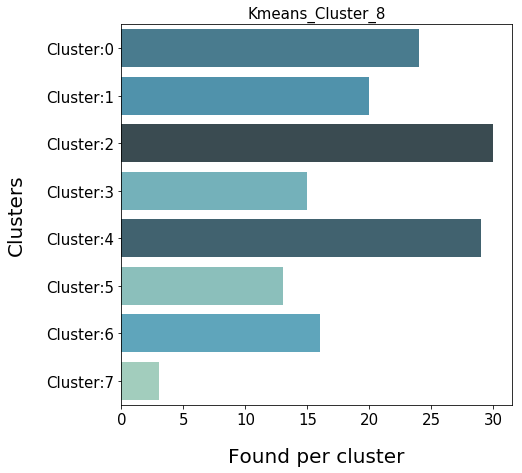 Kmeans_Cluster_8
Cluster:0
Cluster:1
Cluster:2
Cluster:3
Cluster:4
Cluster:5
Cluster:6
Cluster:7
Clusters
0 5 10 15 20 25 30
Found per cluster